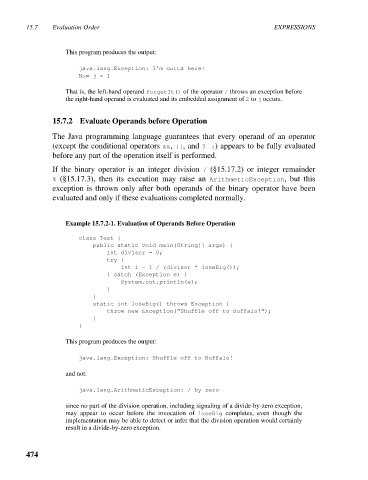 15.7 Evaluation Order EXPRESSIONS
This program produces the output:
java.lang.Exception: I'm outta here!
Now j = 1
That is, the left-hand operand forgetIt() of the operator / throws an exception before
the right-hand operand is evaluated and its embedded assignment of 2 to j occurs.
15.7.2 Evaluate Operands before Operation
The Java programming language guarantees that every operand of an operator
(except the conditional operators &&, ||, and ? :) appears to be fully evaluated
before any part of the operation itself is performed.
If the binary operator is an integer division / (§15.17.2) or integer remainder
% (§15.17.3), then its execution may raise an ArithmeticException, but this
exception is thrown only after both operands of the binary operator have been
evaluated and only if these evaluations completed normally.
Example 15.7.2-1. Evaluation of Operands Before Operation
class Test {
public static void main(String[] args) {
int divisor = 0;
try {
int i = 1 / (divisor * loseBig());
} catch (Exception e) {
System.out.println(e);
}
}
static int loseBig() throws Exception {
throw new Exception("Shuffle off to Buffalo!");
}
}
This program produces the output:
java.lang.Exception: Shuffle off to Buffalo!
and not:
java.lang.ArithmeticException: / by zero
since no part of the division operation, including signaling of a divide-by-zero exception,
may appear to occur before the invocation of loseBig completes, even though the
implementation may be able to detect or infer that the division operation would certainly
result in a divide-by-zero exception.
474